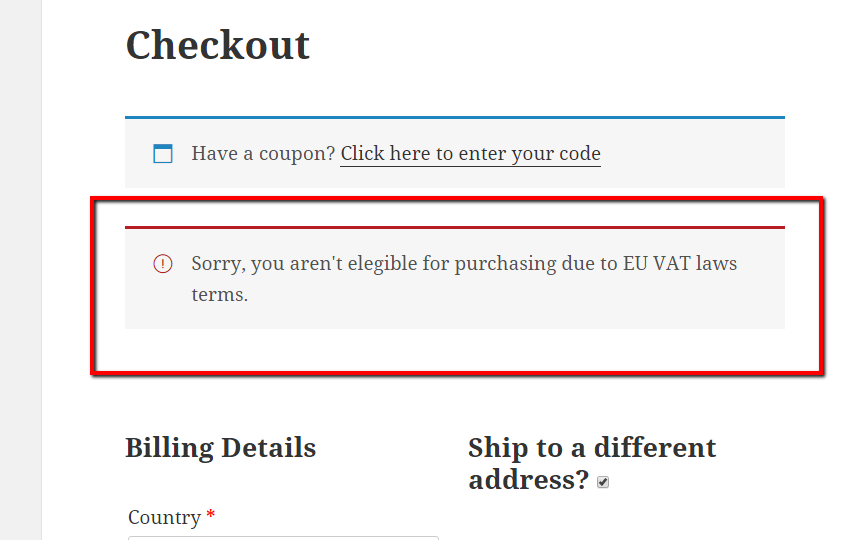 Checkout
Have a coupon? Click here to enter your code
Sorry, you aren't elegible for purchasing due to EU VAT laws
terms.
Billing Details
Ship to a different
address?
Country *